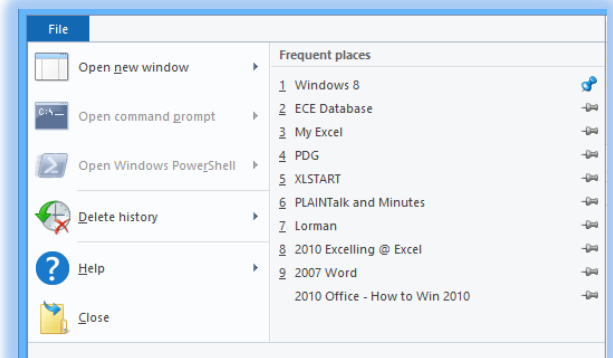 File
Open new window
Open command prompt
Open Windows PowerShell
Delete history
Help
Close
Frequent places
1 Windows 8
2 ECE Database
3 My Excel
4 PDG
5 XLSTART
6 PLAINTalk and Minutes
7 Lorman
8 2010 Excelling @ Excel
9 2007 Word
2010 Office - How to Win 2010